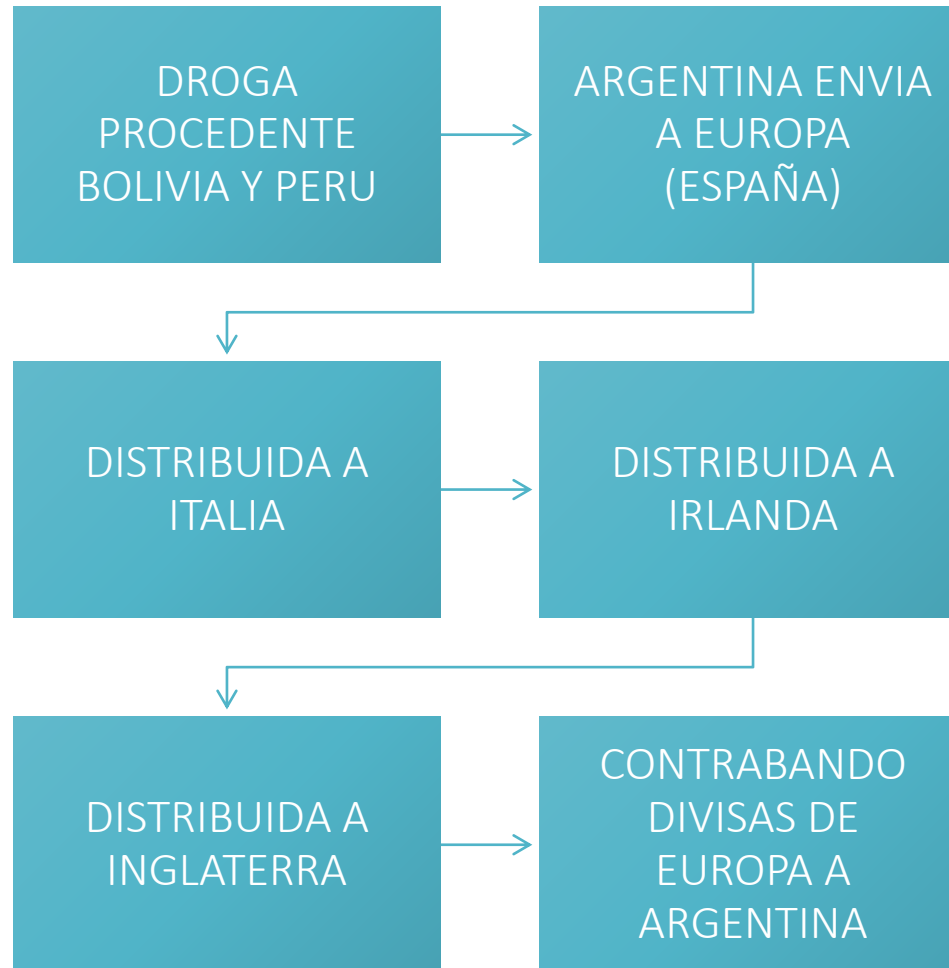 DROGA
PROCEDENTE
BOLIVIA Y PERU
ARGENTINA ENVIA
A EUROPA
(ESPAÑA)
DISTRIBUIDA A
ITALIA
DISTRIBUIDA A
IRLANDA
DISTRIBUIDA A
INGLATERRA
CONTRABANDO
DIVISAS DE
EUROPA A
ARGENTINA